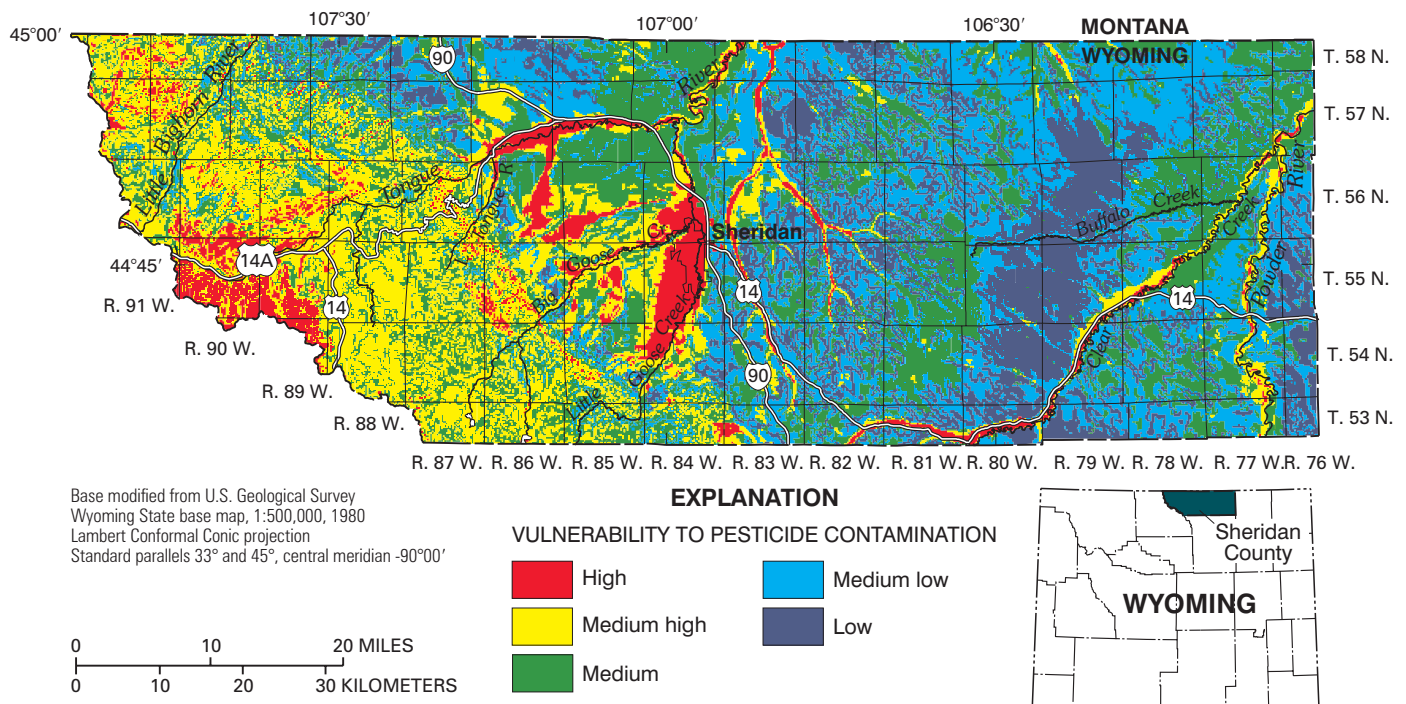 107°30′ 107°00′ 106°30′ MONTANA
45°00′ WYOMING
90
T. 58 N.
T. 57 N.
T. 56 N.
T. 55 N.
T. 54 N.
T. 53 N.
Little Bighorn River
Tongue
Tongue R
River
Big Goose Cr.
Sheridan
Little Goose Creek
Buffalo Creek
Clear Creek
Powder River
14A
14
14
14
90
44°45′
R. 91 W.
R. 90 W.
R. 89 W.
R. 88 W.
R. 87 W. R. 86 W. R. 85 W. R. 84 W. R. 83 W. R. 82 W. R. 81 W. R. 80 W. R. 79 W. R. 78 W. R. 77 W. R. 76 W.
Base modified from U.S. Geological Survey
Wyoming State base map, 1:500,000, 1980
Lambert Conformal Conic projection
Standard parallels 33° and 45°, central meridian -90°00′
0 10 20 MILES
0 10 20 30 KILOMETERS
EXPLANATION
VULNERABILITY TO PESTICIDE CONTAMINATION
High
Medium high
Medium
Medium low
Low
Sheridan
County
WYOMING